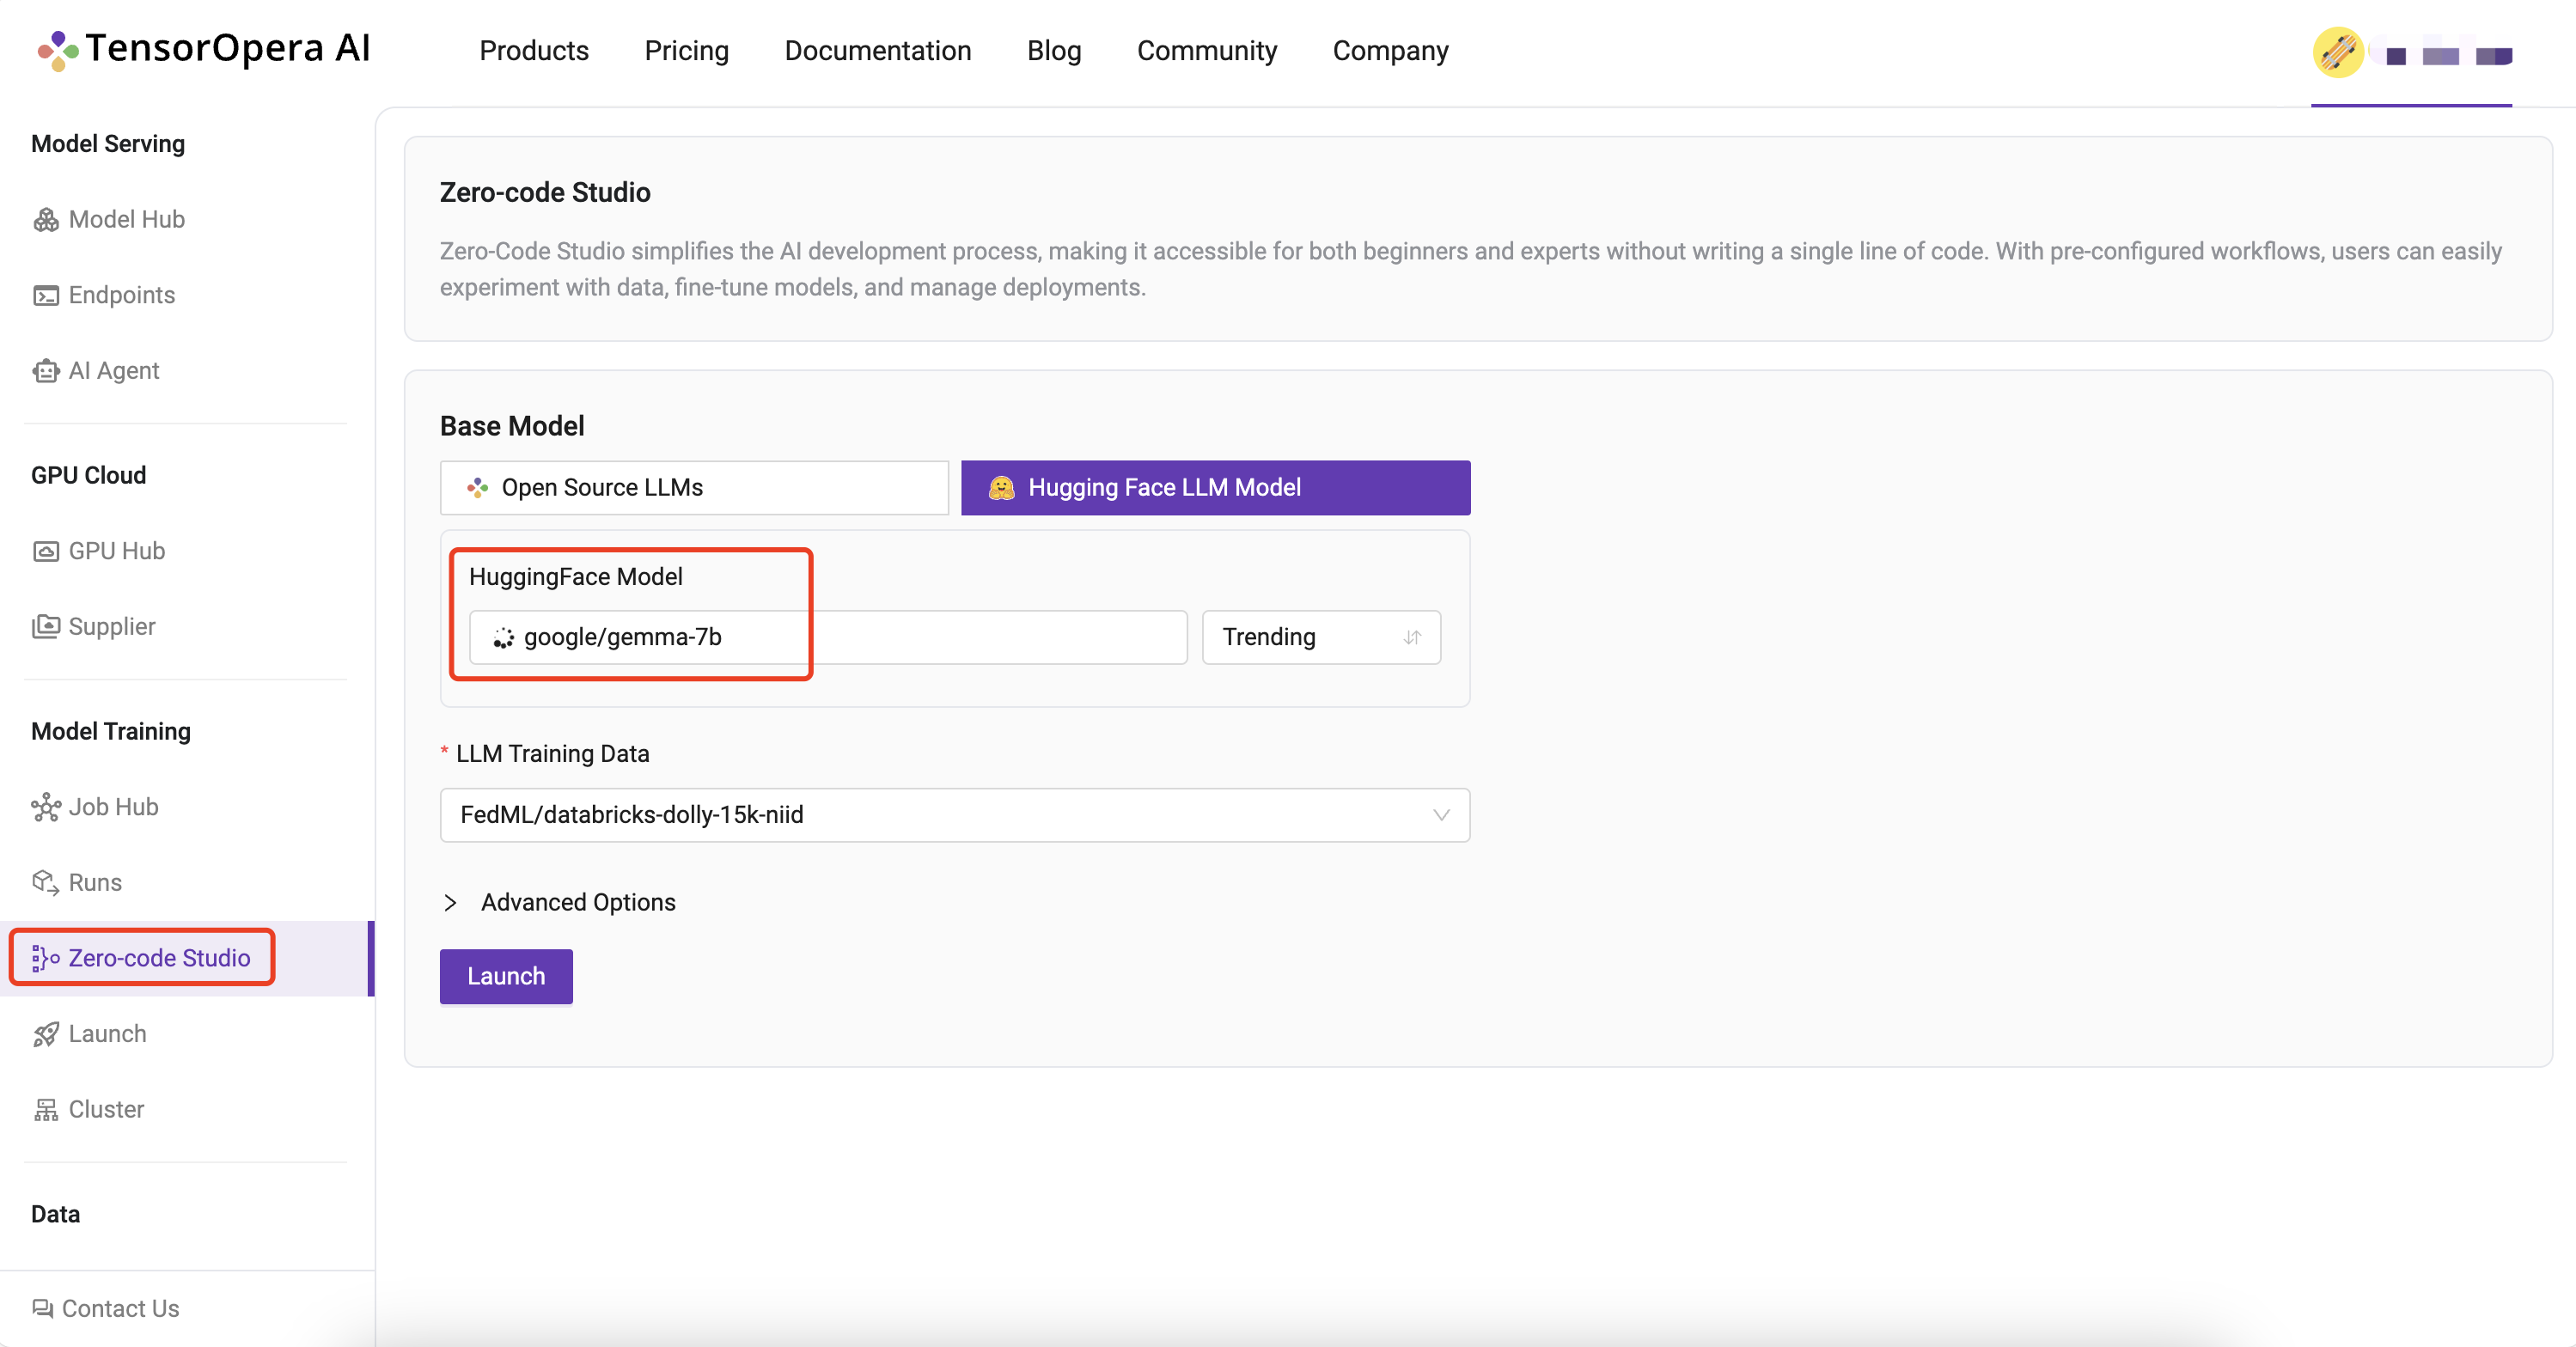 TensorOpera AI
Products
Pricing
Documentation
Blog
Community
Company
Model Serving
Model Hub
Endpoints
AI Agent
GPU Cloud
GPU Hub
Supplier
Model Training
Job Hub
Runs
Zero-code Studio
Launch
Cluster
Data
Contact Us
Zero-code Studio
Zero-Code Studio simplifies the AI development process, making it accessible for both beginners and experts without writing a single line of code. With pre-configured workflows, users can easily
experiment with data, fine-tune models, and manage deployments.
Base Model
Open Source LLMs
Hugging Face LLM Model
HuggingFace Model
google/gemma-7b
Trending
* LLM Training Data
FedML/databricks-dolly-15k-niid
Advanced Options
Launch